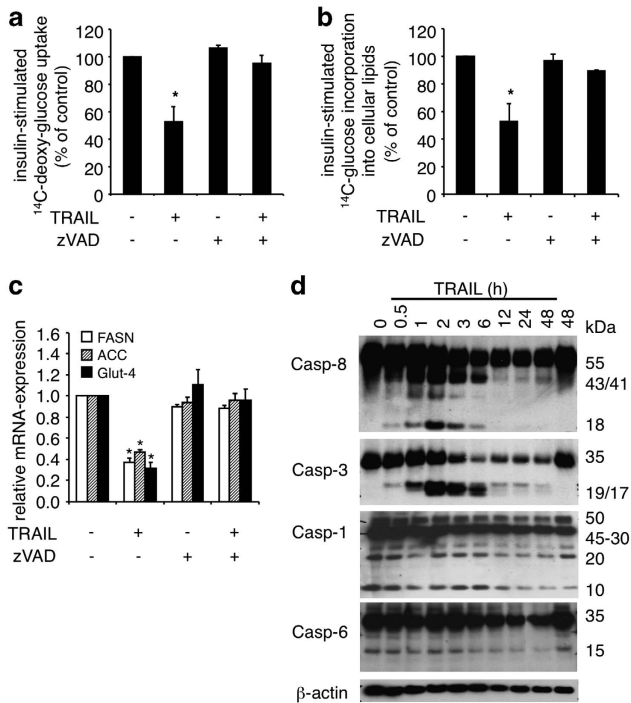 a
insulin-stimulated
¹⁴C-deoxy-glucose uptake
(% of control)
120
100
80
60
40
20
0
*
TRAIL - + - +
zVAD - - + +
b
insulin-stimulated
¹⁴C-glucose incorporation
into cellular lipids
(% of control)
120
100
80
60
40
20
0
*
TRAIL - + - +
zVAD - - + +
c
relative mRNA-expression
1.6
1.4
1.2
1.0
0.8
0.6
0.4
0.2
0.0
FASN
ACC
Glut-4
* * *
TRAIL - + - +
zVAD - - + +
d
TRAIL (h)
0 0.5 1 2 3 6 12 24 48 48
kDa
Casp-8
55
43/41
18
Casp-3
35
19/17
Casp-1
50
45-30
20
10
Casp-6
35
15
β-actin